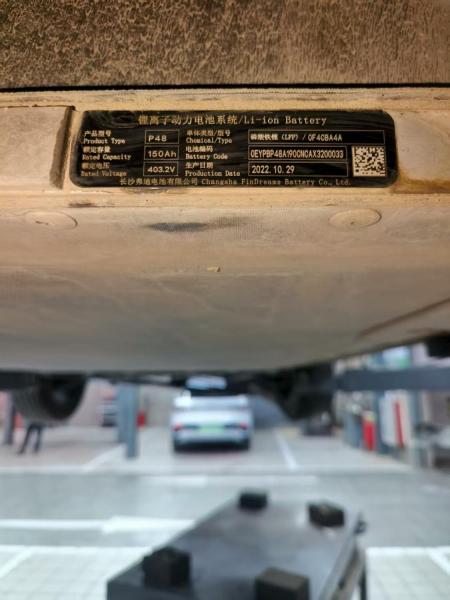 锂离子动力电池系统/Li-ion Battery
产品型号 Product Type P48 单体类型/型号 Chemical/Type 磷酸铁锂 (LFP) / 0F4CBA4A
额定容量 Rated Capacity 150Ah 电池编码 Battery Code 0EYPBP48A190CNCAX3200033
额定电压 Rated Voltage 403.2V 生产日期 Production Date 2022.10.29
长沙弗迪电池有限公司 Changsha FinDreams Battery Co., Ltd